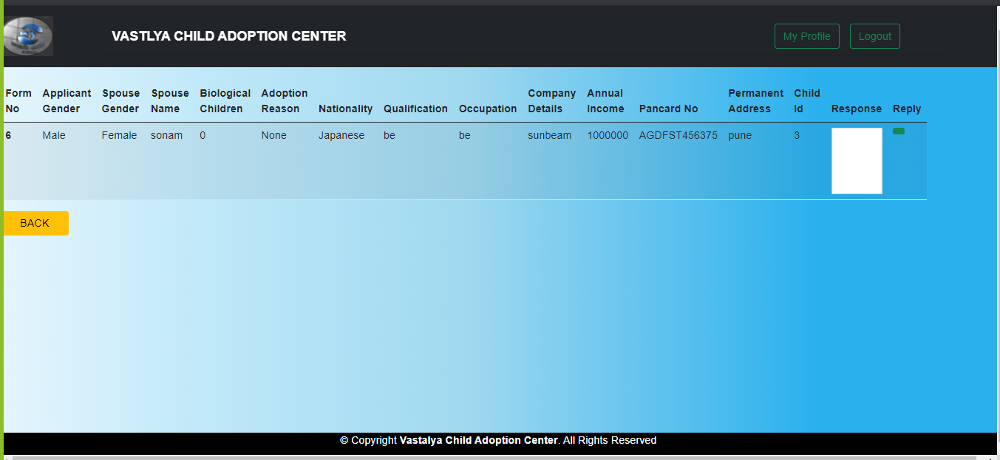 VASTLYA CHILD ADOPTION CENTER
My Profile
Logout
Form No
Applicant Gender
Spouse Gender
Spouse Name
Biological Children
Adoption Reason
Nationality
Qualification
Occupation
Company Details
Annual Income
Pancard No
Permanent Address
Child Id
Response
Reply
6
Male
Female
sonam
0
None
Japanese
be
be
sunbeam
1000000
AGDFST456375
pune
3
BACK
© Copyright Vastalya Child Adoption Center. All Rights Reserved